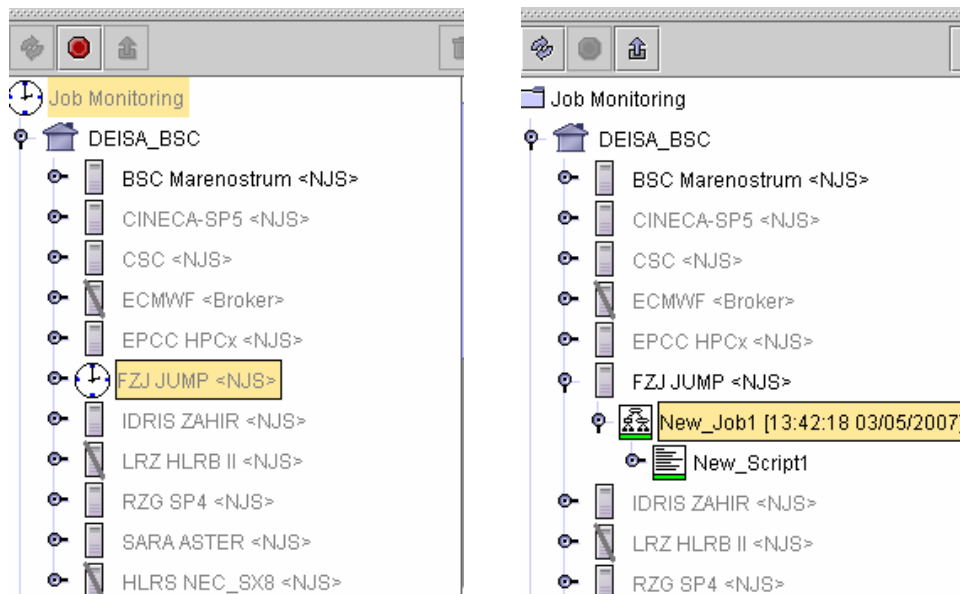 Job Monitoring
DEISA_BSC
BSC Marenostrum <NJS>
CINECA-SP5 <NJS>
CSC <NJS>
ECMWF <Broker>
EPCC HPCx <NJS>
FZJ JUMP <NJS>
IDRIS ZAHIR <NJS>
LRZ HLRB II <NJS>
RZG SP4 <NJS>
SARA ASTER <NJS>
HLRS NEC_SX8 <NJS>
Job Monitoring
DEISA_BSC
BSC Marenostrum <NJS>
CINECA-SP5 <NJS>
CSC <NJS>
ECMWF <Broker>
EPCC HPCx <NJS>
FZJ JUMP <NJS>
New_Job1 [13:42:18 03/05/2007]
New_Script1
IDRIS ZAHIR <NJS>
LRZ HLRB II <NJS>
RZG SP4 <NJS>